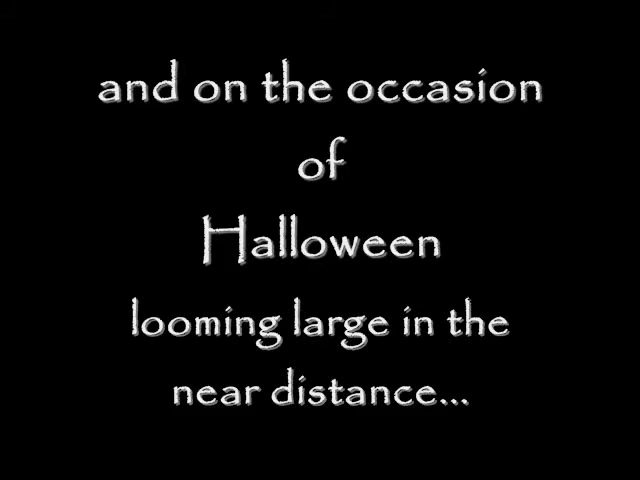 and on the occasion
of
Halloween
looming large in the
near distance...